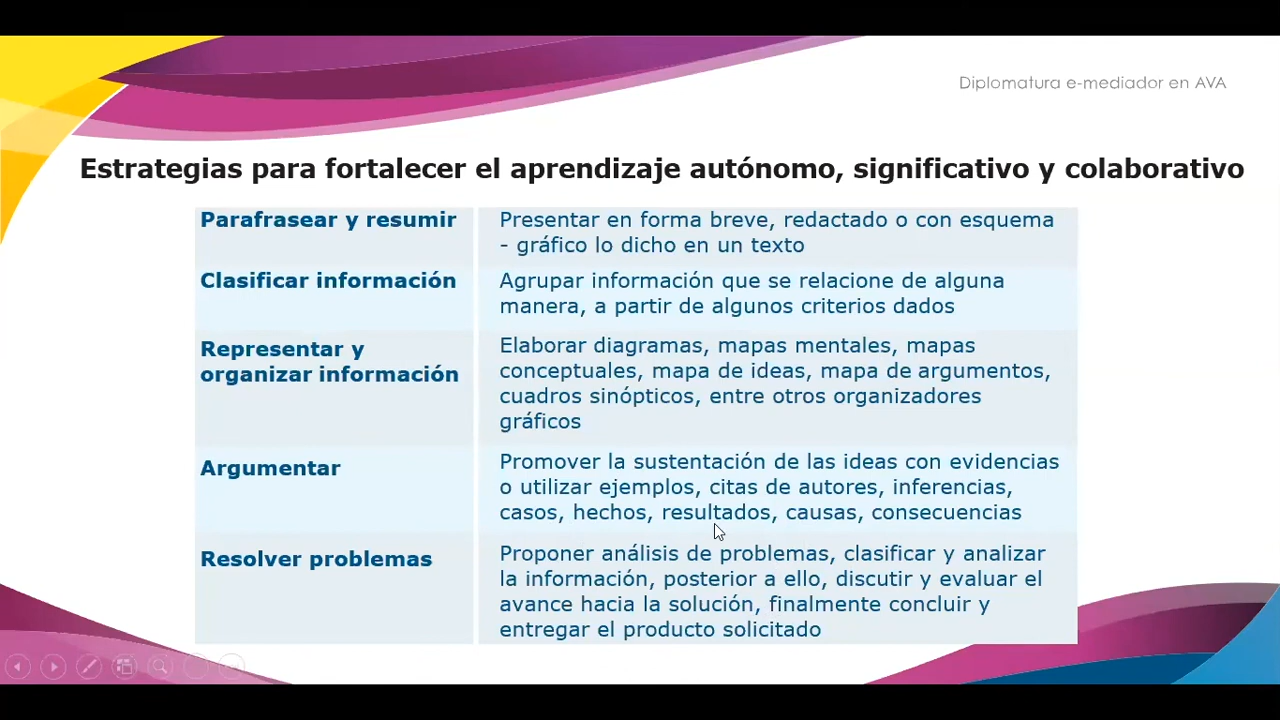 Diplomatura e-mediador en AVA
Estrategias para fortalecer el aprendizaje autónomo, significativo y colaborativo
Parafrasear y resumir
Presentar en forma breve, redactado o con esquema
- gráfico lo dicho en un texto
Clasificar información
Agrupar información que se relacione de alguna
manera, a partir de algunos criterios dados
Representar y
organizar información
Elaborar diagramas, mapas mentales, mapas
conceptuales, mapa de ideas, mapa de argumentos,
cuadros sinópticos, entre otros organizadores
gráficos
Argumentar
Promover la sustentación de las ideas con evidencias
o utilizar ejemplos, citas de autores, inferencias,
casos, hechos, resultados, causas, consecuencias
Resolver problemas
Proponer análisis de problemas, clasificar y analizar
la información, posterior a ello, discutir y evaluar el
avance hacia la solución, finalmente concluir y
entregar el producto solicitado